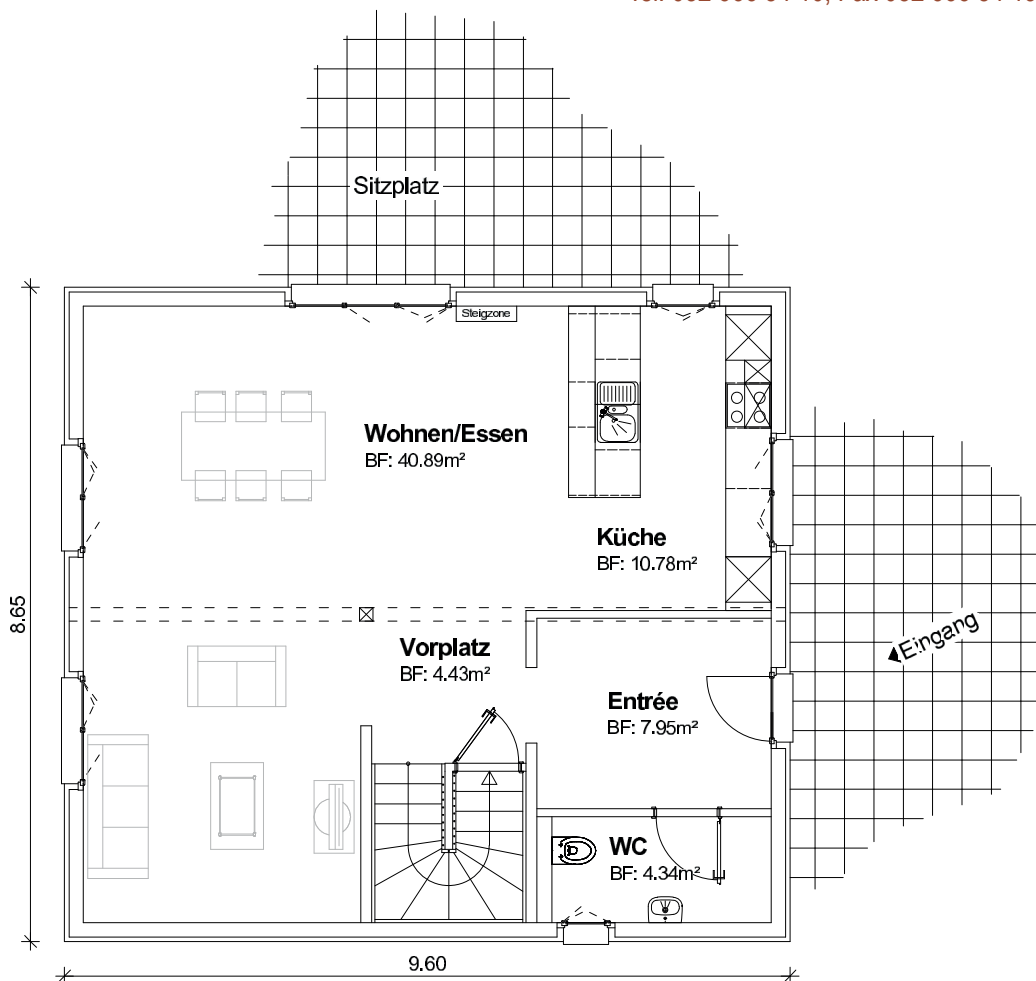 Sitzplatz
Steigzone
Wohnen/Essen
BF: 40.89m²
Küche
BF: 10.78m²
8.65
Vorplatz
BF: 4.43m²
Eingang
Entrée
BF: 7.95m²
WC
BF: 4.34m²
9.60